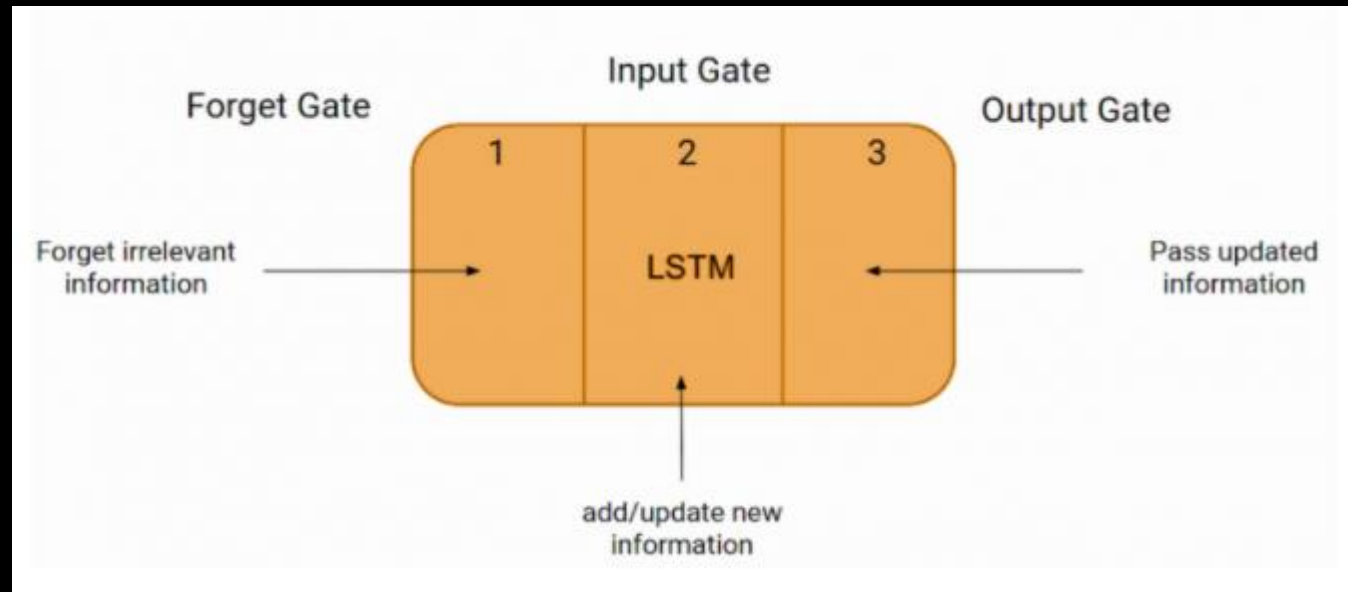 Input Gate
Forget Gate
Output Gate
1
2
3
Forget irrelevant
information
LSTM
Pass updated
information
add/update new
information